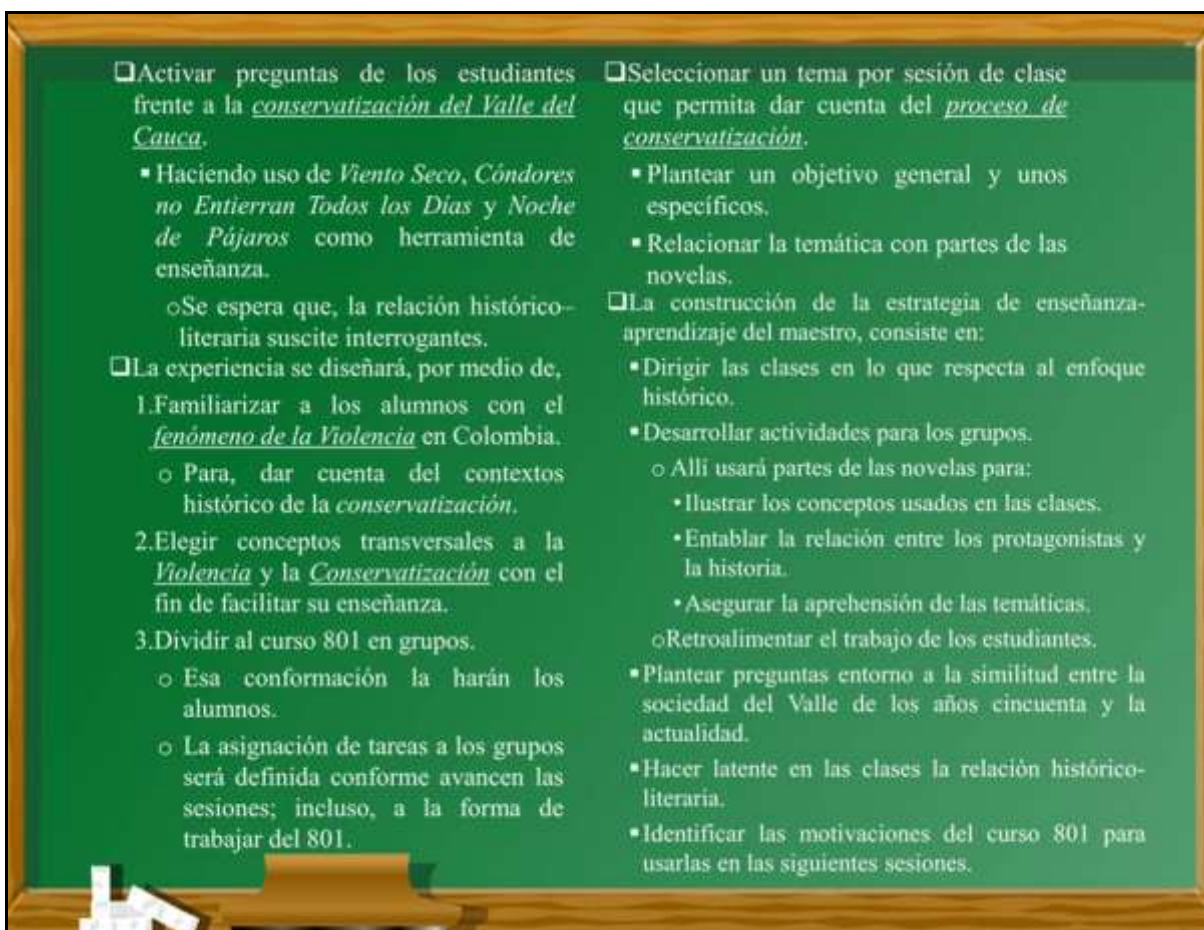 ❑Activar preguntas de los estudiantes
frente a la conservatización del Valle del
Cauca.
▪Haciendo uso de Viento Seco, Cóndores
no Entierran Todos los Días y Noche
de Pájaros como herramienta de
enseñanza.
oSe espera que, la relación histórico–
literaria suscite interrogantes.
❑La experiencia se diseñará, por medio de,
1.Familiarizar a los alumnos con el
fenómeno de la Violencia en Colombia.
o Para, dar cuenta del contextos
histórico de la conservatización.
2.Elegir conceptos transversales a la
Violencia y la Conservatización con el
fin de facilitar su enseñanza.
3.Dividir al curso 801 en grupos.
o Esa conformación la harán los
alumnos.
o La asignación de tareas a los grupos
será definida conforme avancen las
sesiones; incluso, a la forma de
trabajar del 801.
❑Seleccionar un tema por sesión de clase
que permita dar cuenta del proceso de
conservatización.
▪Plantear un objetivo general y unos
específicos.
▪Relacionar la temática con partes de las
novelas.
❑La construcción de la estrategia de enseñanza-
aprendizaje del maestro, consiste en:
▪Dirigir las clases en lo que respecta al enfoque
histórico.
▪Desarrollar actividades para los grupos.
o Allí usará partes de las novelas para:
•Ilustrar los conceptos usados en las clases.
•Entablar la relación entre los protagonistas y
la historia.
•Asegurar la aprehensión de las temáticas.
oRetroalimentar el trabajo de los estudiantes.
▪Plantear preguntas entorno a la similitud entre la
sociedad del Valle de los años cincuenta y la
actualidad.
▪Hacer latente en las clases la relación histórico-
literaria.
▪Identificar las motivaciones del curso 801 para
usarlas en las siguientes sesiones.